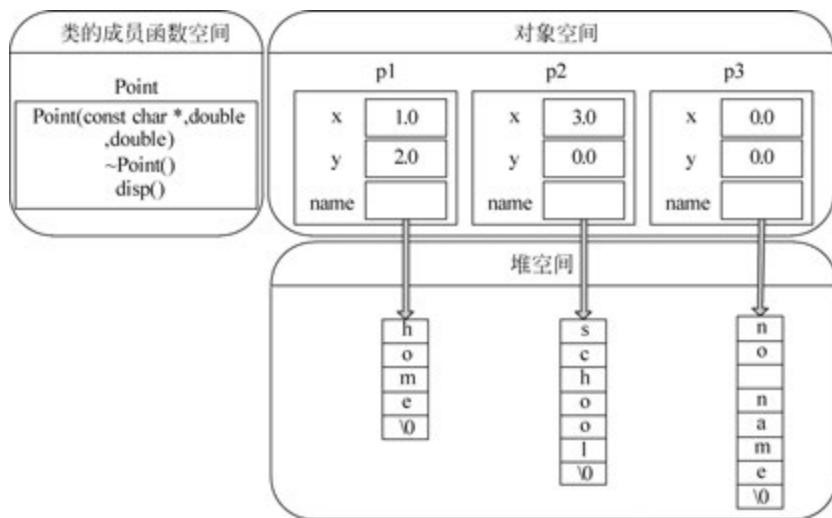 类的成员函数空间
对象空间
Point
Point(const char *,double
,double)
~Point()
disp()
p1
p2
p3
x
1.0
x
3.0
x
0.0
y
2.0
y
0.0
y
0.0
name
name
name
堆空间
h
o
m
e
\0
s
c
h
o
o
l
\0
n
o
n
a
m
e
\0